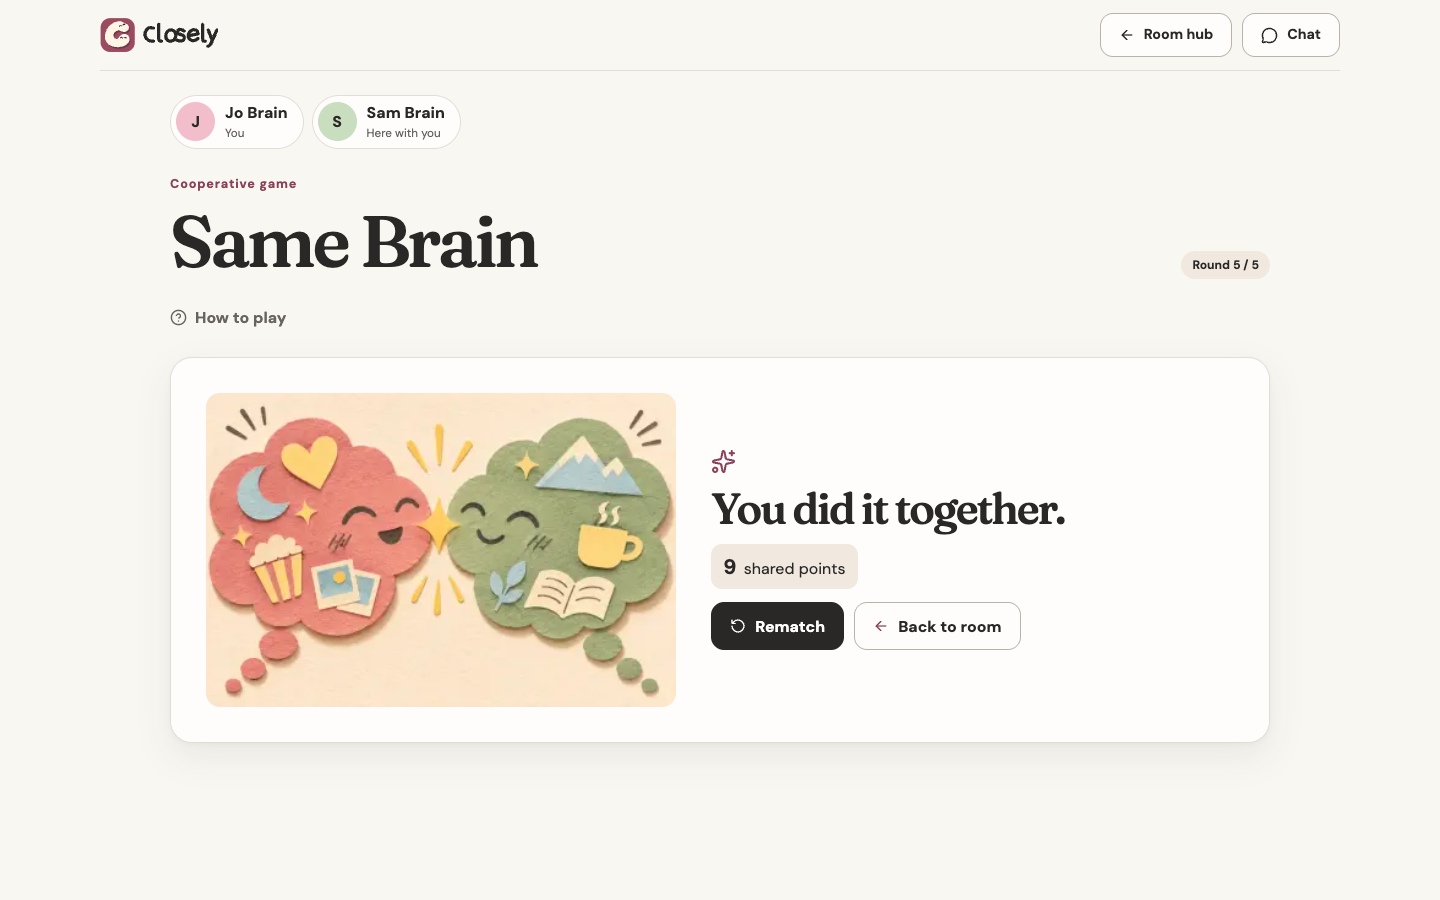 Closely
Room hub
Chat
J
Jo Brain
You
S
Sam Brain
Here with you
Cooperative game
Same Brain
Round 5 / 5
How to play
You did it together.
9 shared points
Rematch
Back to room